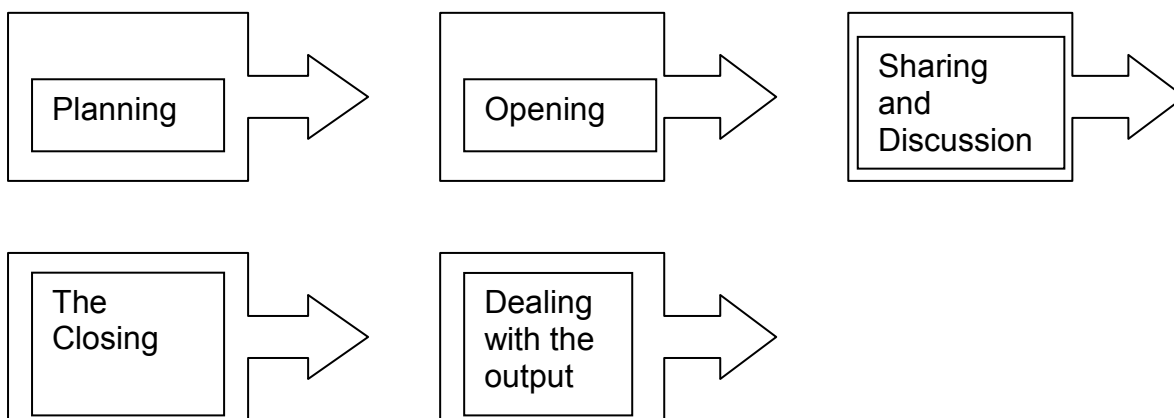 Planning
Opening
Sharing
and
Discussion
The
Closing
Dealing
with the
output